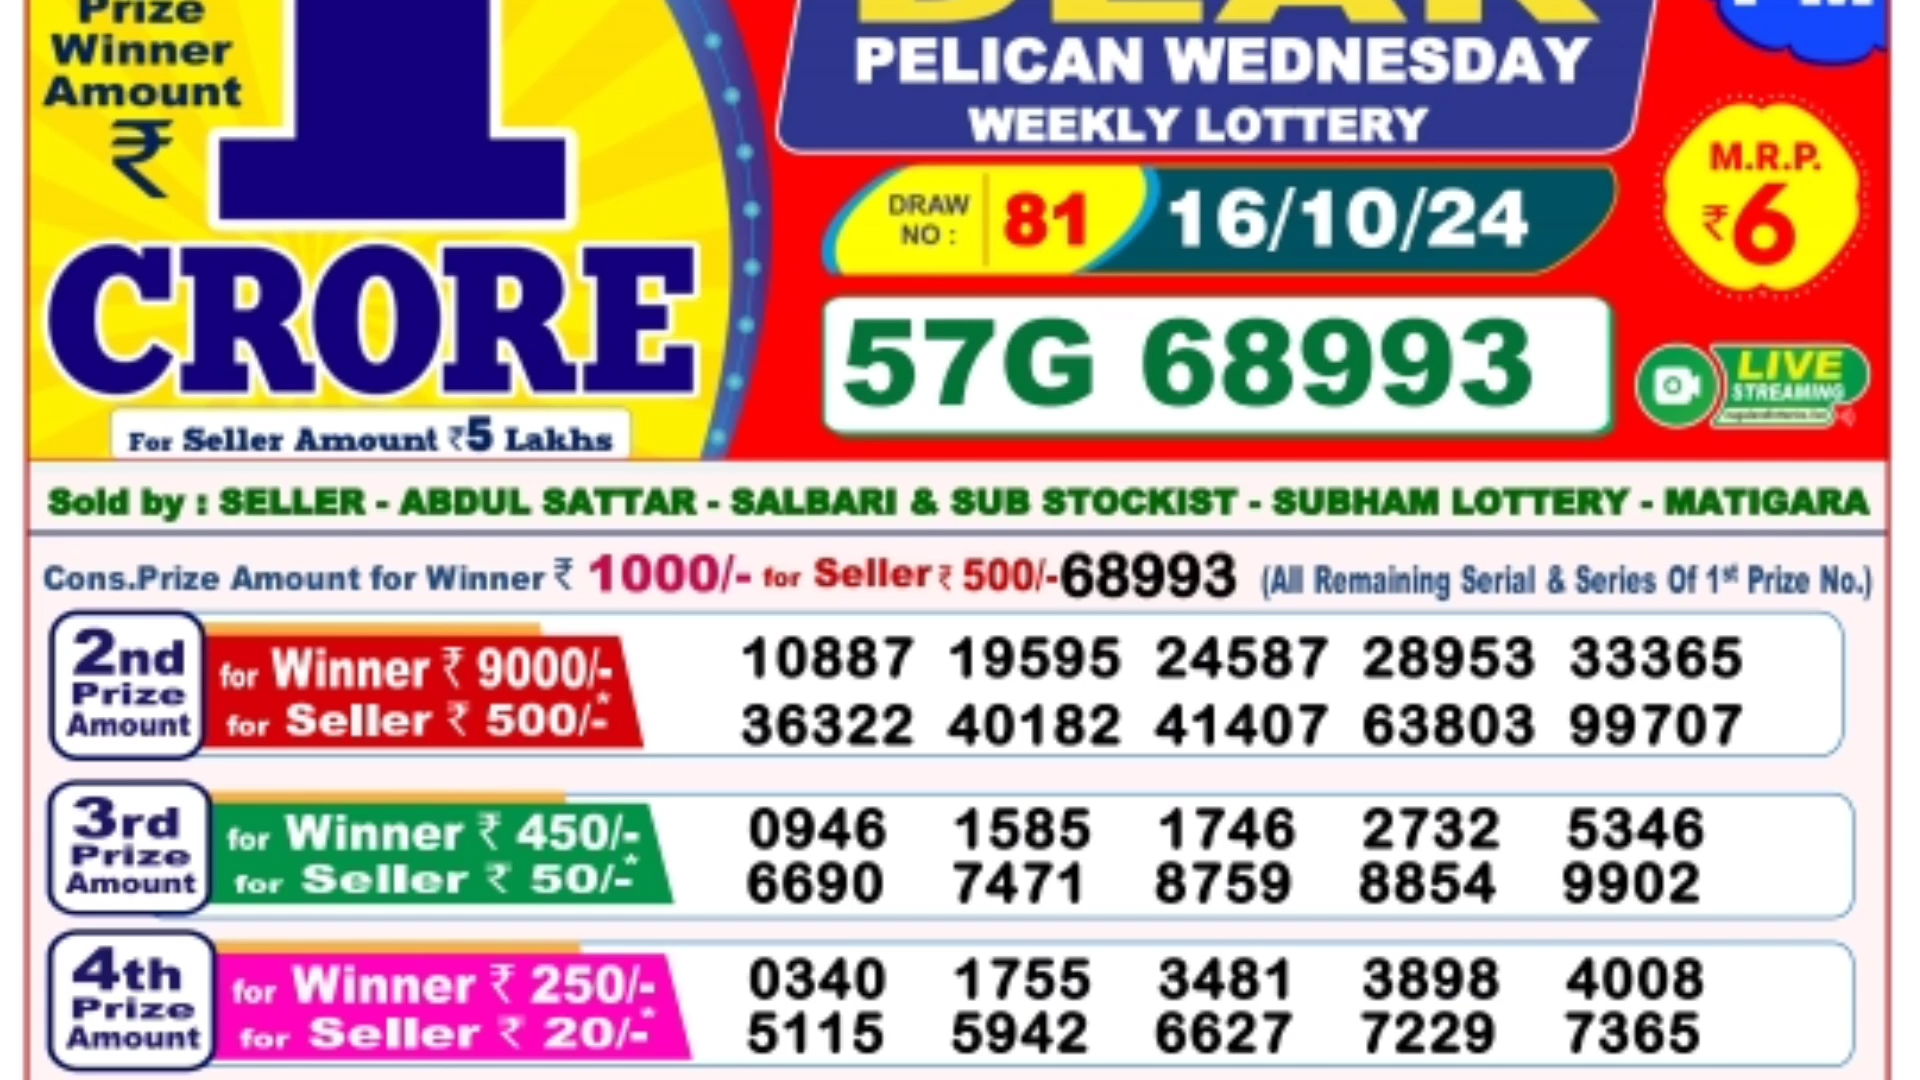 Prize
Winner
Amount
₹
1
CRORE
For Seller Amount ₹5 Lakhs
DEAR
PELICAN WEDNESDAY
WEEKLY LOTTERY
DRAW NO : 81 16/10/24
57G 68993
PM
M.R.P.
₹6
LIVE
STREAMING
Sold by : SELLER - ABDUL SATTAR - SALBARI & SUB STOCKIST - SUBHAM LOTTERY - MATIGARA
Cons.Prize Amount for Winner ₹ 1000/- for Seller ₹ 500/- 68993 (All Remaining Serial & Series Of 1st Prize No.)
2nd
Prize
Amount
for Winner ₹ 9000/-
for Seller ₹ 500/-*
10887 19595 24587 28953 33365
36322 40182 41407 63803 99707
3rd
Prize
Amount
for Winner ₹ 450/-
for Seller ₹ 50/-*
0946 1585 1746 2732 5346
6690 7471 8759 8854 9902
4th
Prize
Amount
for Winner ₹ 250/-
for Seller ₹ 20/-*
0340 1755 3481 3898 4008
5115 5942 6627 7229 7365